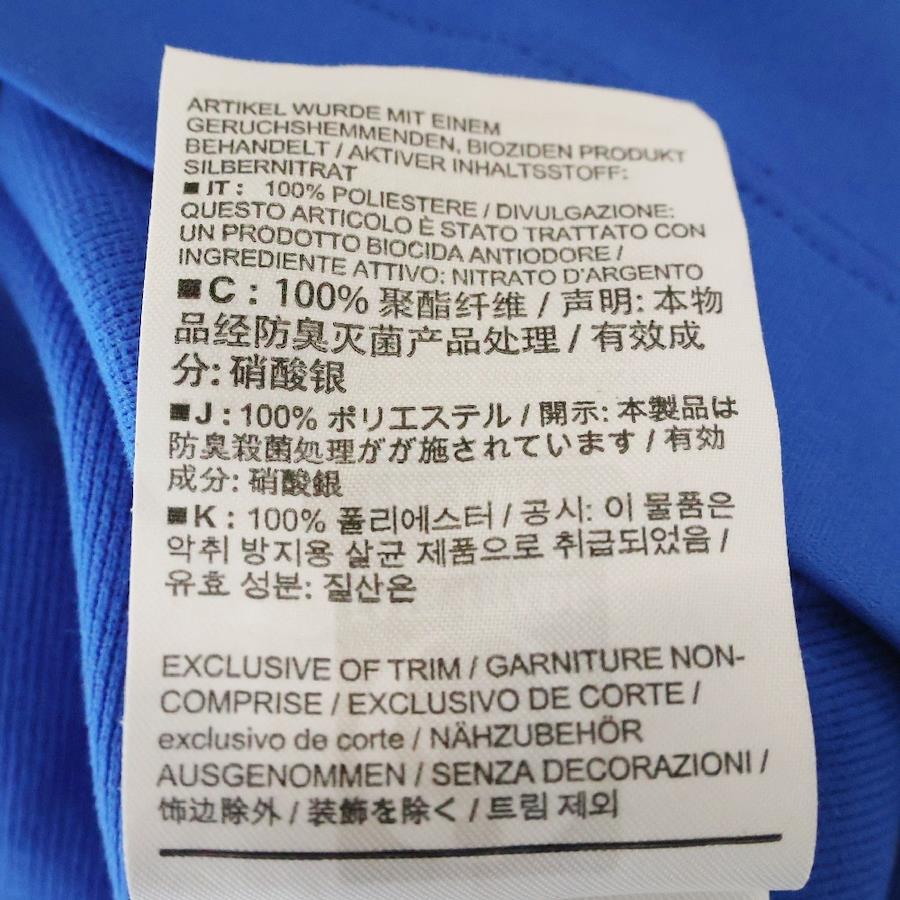 ARTIKEL WURDE MIT EINEM
GERUCHSHEMMENDEN, BIOZIDEN PRODUKT
BEHANDELT / AKTIVER INHALTSSTOFF:
SILBERNITRAT
■ IT : 100% POLIESTERE / DIVULGAZIONE:
QUESTO ARTICOLO È STATO TRATTATO CON
UN PRODOTTO BIOCIDA ANTIODORE /
INGREDIENTE ATTIVO: NITRATO D'ARGENTO
■ C : 100% 聚酯纤维 / 声明: 本物
品经防臭灭菌产品处理 / 有效成
分: 硝酸银
■ J : 100% ポリエステル / 開示: 本製品は
防臭殺菌処理がが施されています / 有効
成分: 硝酸銀
■ K : 100% 폴리에스터 / 공시: 이 물품은
악취 방지용 살균 제품으로 취급되었음 /
유효 성분: 질산은
EXCLUSIVE OF TRIM / GARNITURE NON-
COMPRISE / EXCLUSIVO DE CORTE /
exclusivo de corte / NÄHZUBEHÖR
AUSGENOMMEN / SENZA DECORAZIONI /
饰边除外 / 装飾を除く / 트림 제외